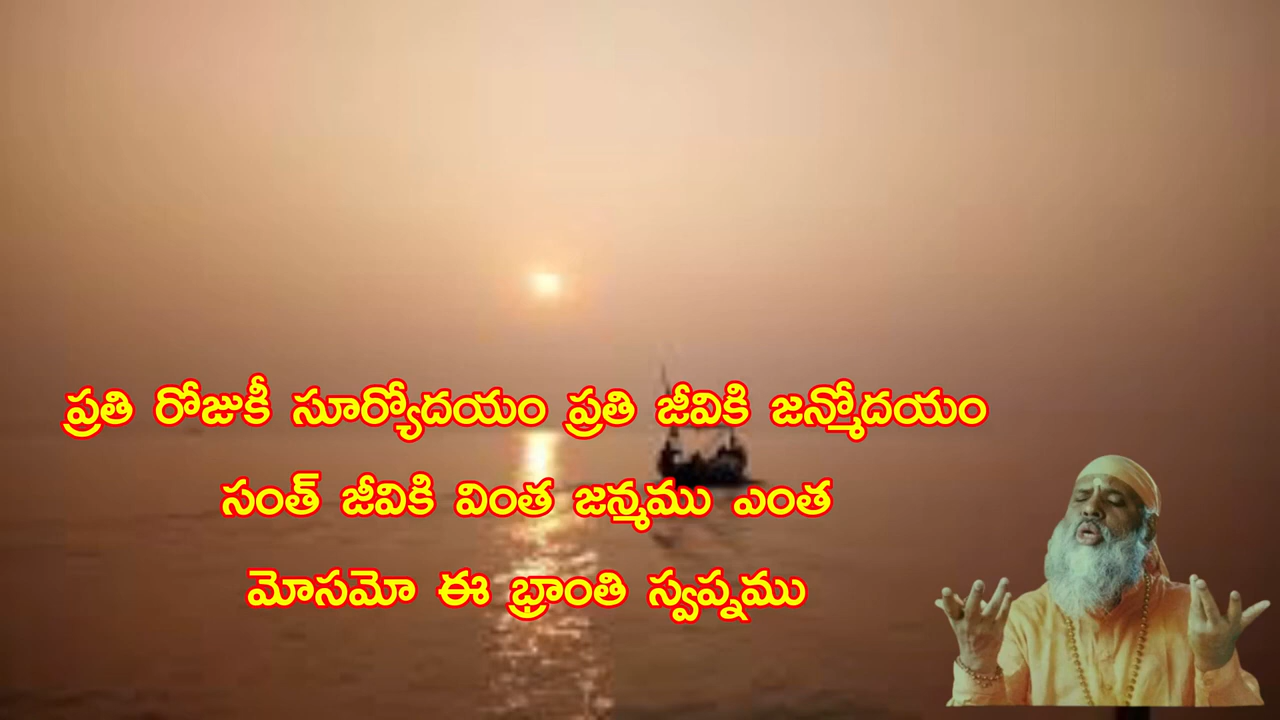 ప్రతి రోజుకీ సూర్యోదయం ప్రతి జీవికి జన్మోదయం
సంత్ జీవికి వింత జన్మము ఎంత
మోసమో ఈ భ్రాంతి స్వప్నము